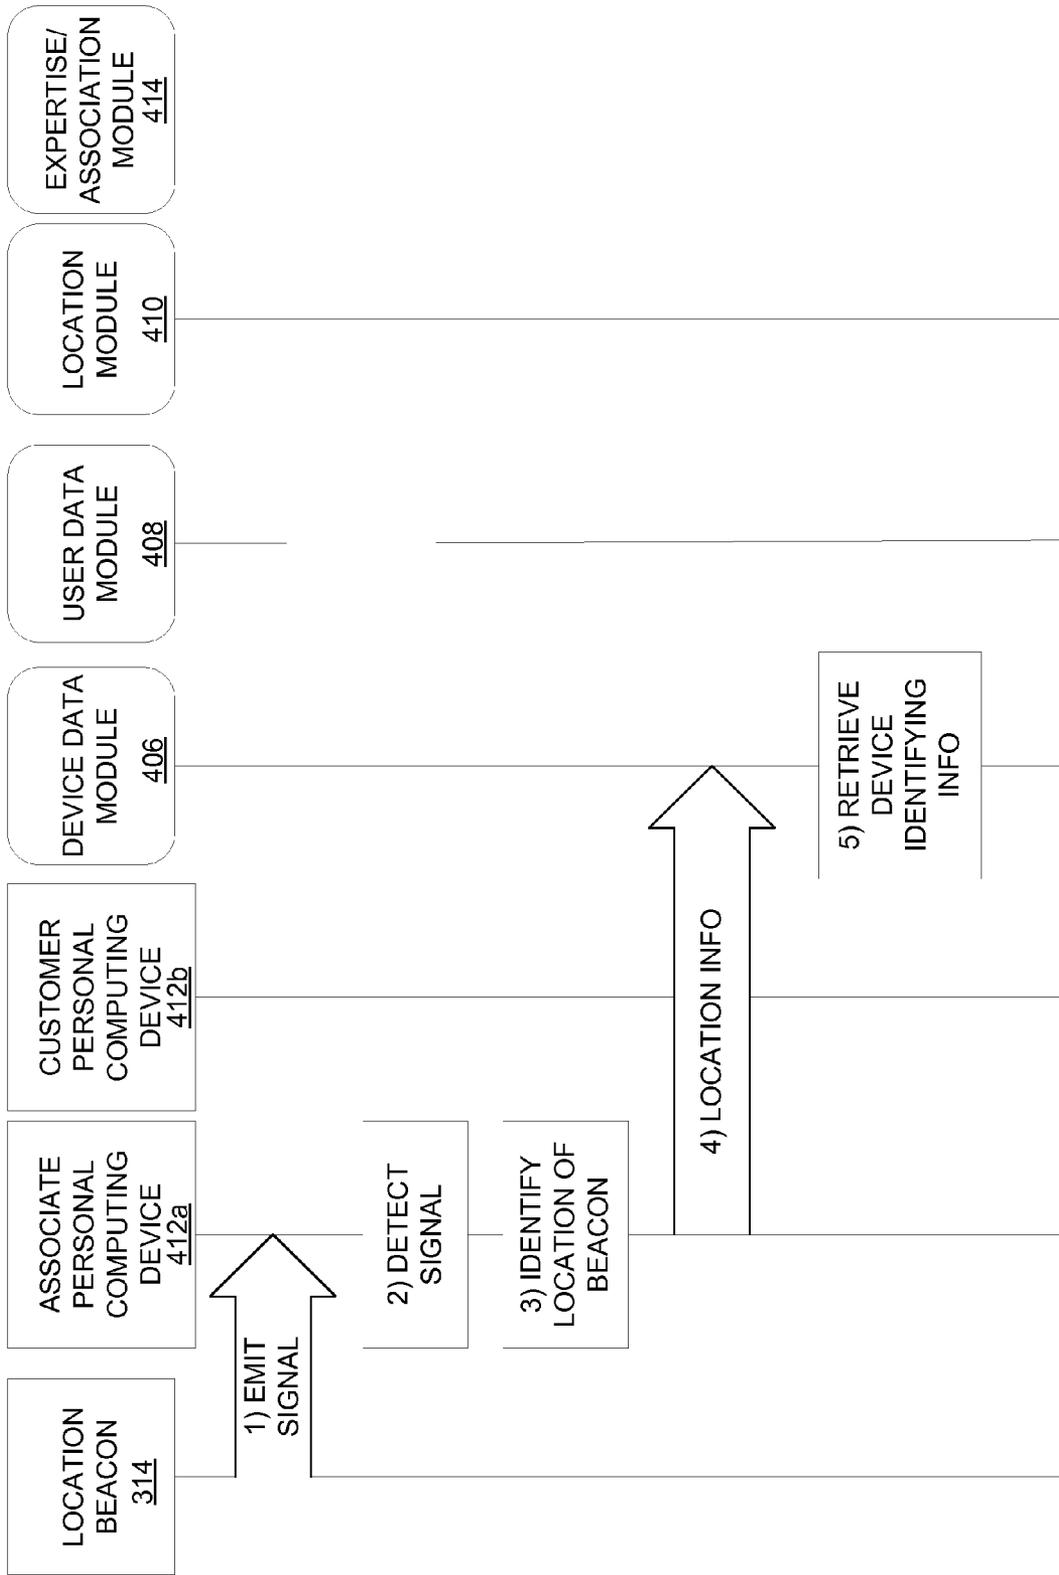 LOCATION
BEACON
314
ASSOCIATE
PERSONAL
COMPUTING
DEVICE
412a
CUSTOMER
PERSONAL
COMPUTING
DEVICE
412b
DEVICE DATA
MODULE
406
USER DATA
MODULE
408
LOCATION
MODULE
410
EXPERTISE/
ASSOCIATION
MODULE
414
1) EMIT
SIGNAL
2) DETECT
SIGNAL
3) IDENTIFY
LOCATION OF
BEACON
4) LOCATION INFO
5) RETRIEVE
DEVICE
IDENTIFYING
INFO